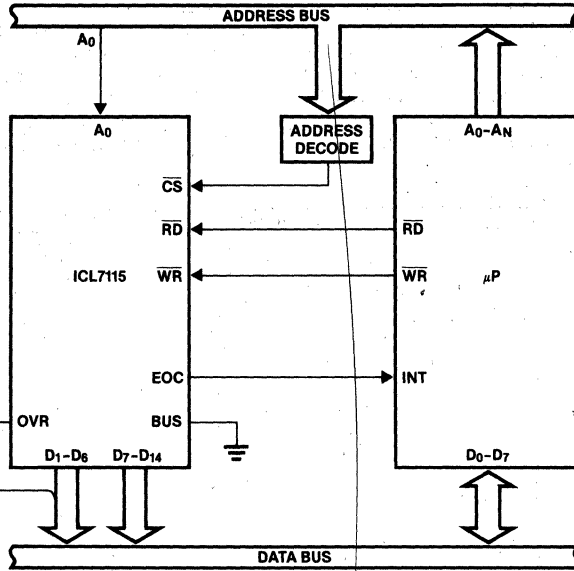 ADDRESS BUS
A0
A0
ADDRESS
DECODE
A0–AN
CS
RD
RD
ICL7115
WR
WR
μP
EOC
INT
OVR
BUS
D1–D6
D7–D14
D0–D7
DATA BUS